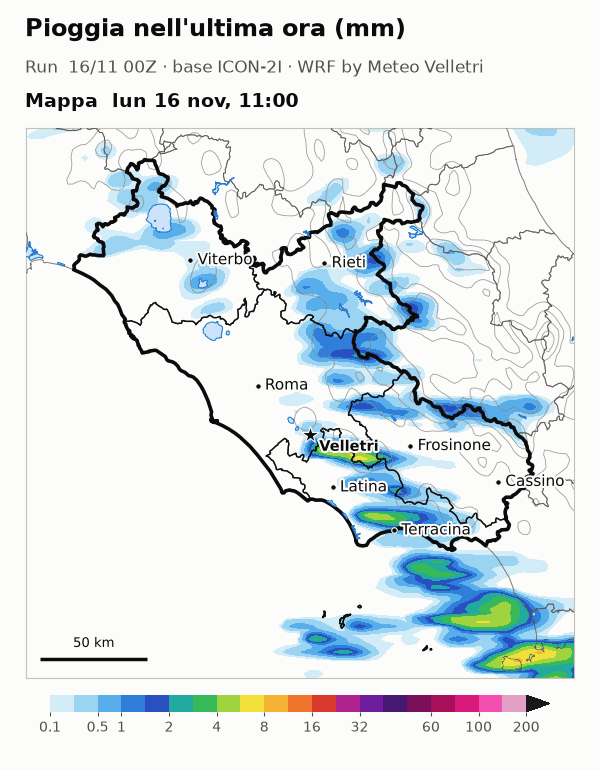 Pioggia nell'ultima ora (mm)
Run  16/11 00Z · base ICON-2I · WRF by Meteo Velletri
Mappa  lun 16 nov, 11:00
Viterbo
Rieti
Roma
Velletri
Frosinone
Latina
Cassino
Terracina
50 km
0.1 0.5 1 2 4 8 16 32 60 100 200